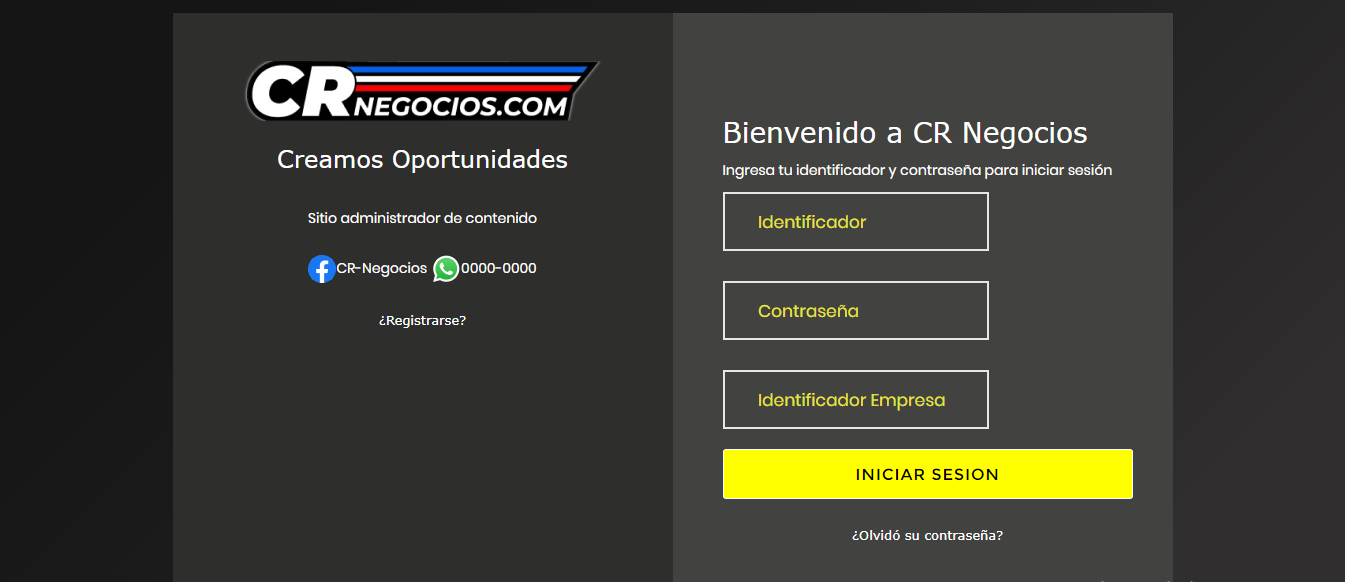 CR NEGOCIOS.COM
Creamos Oportunidades
Sitio administrador de contenido
CR-Negocios 0000-0000
¿Registrarse?
Bienvenido a CR Negocios
Ingresa tu identificador y contraseña para iniciar sesión
Identificador
Contraseña
Identificador Empresa
INICIAR SESION
¿Olvidó su contraseña?